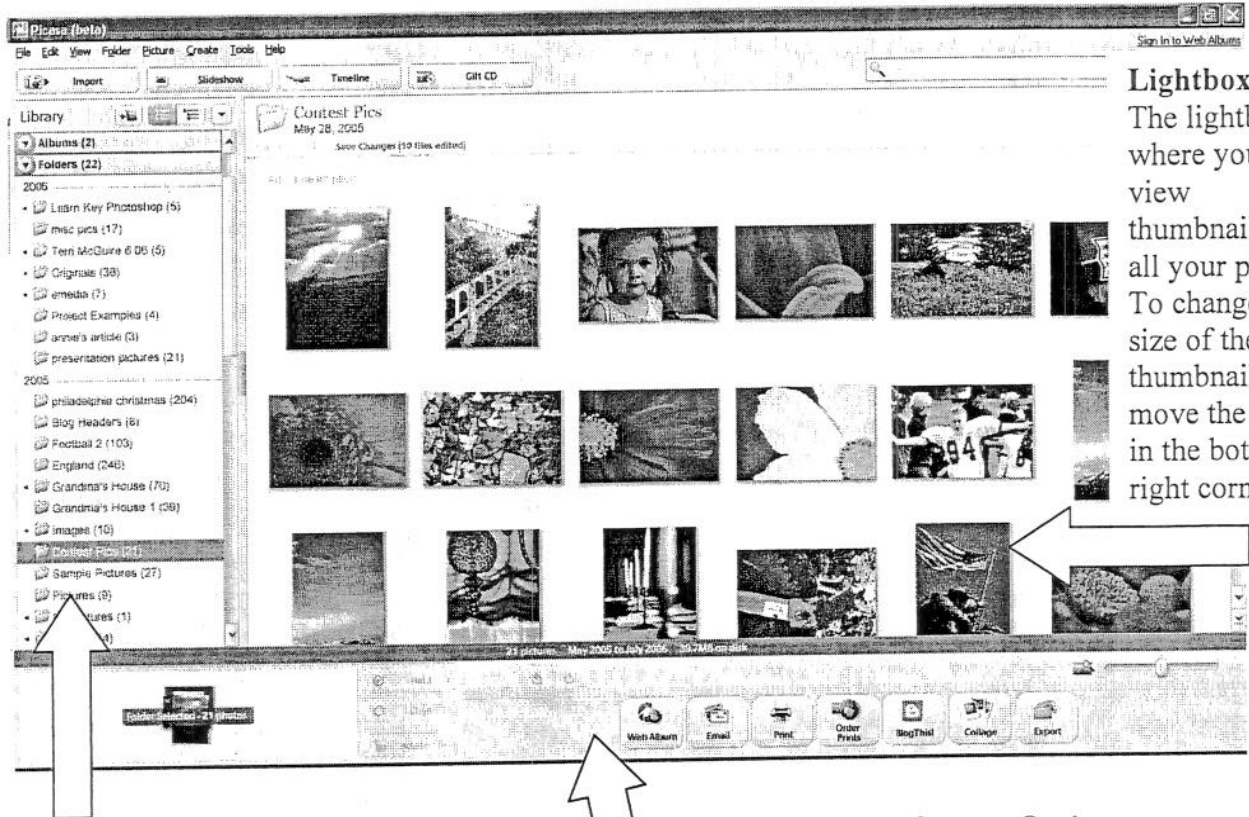 Picasa (beta)
File Edit View Folder Picture Create Tools Help
Sign In to Web Albums
Import Slideshow Timeline Gift CD
Library
Albums (2)
Folders (22)
2006
Learn Key Photoshop (5)
misc pics (17)
Terri McGuire 6 06 (5)
Originals (38)
emedia (7)
Project Examples (4)
annie's article (3)
presentation pictures (21)
2005
philadelphia christmas (204)
Blog Headers (8)
Football 2 (103)
England (246)
Grandma's House (70)
Grandma's House 1 (38)
images (10)
Contest Pics (21)
Sample Pictures (27)
Pictures (9)
tures (1)
4)
Contest Pics
May 28, 2005
Save Changes (10 files edited)
Lightbox
The lightb
where you
view
thumbnai
all your p
To change
size of the
thumbnai
move the
in the bot
right corn
21 pictures May 2005 to July 2006 39.7MB on disk
Folder Selected - 21 photos
Web Album
Email
Print
Order Prints
BlogThis!
Collage
Export